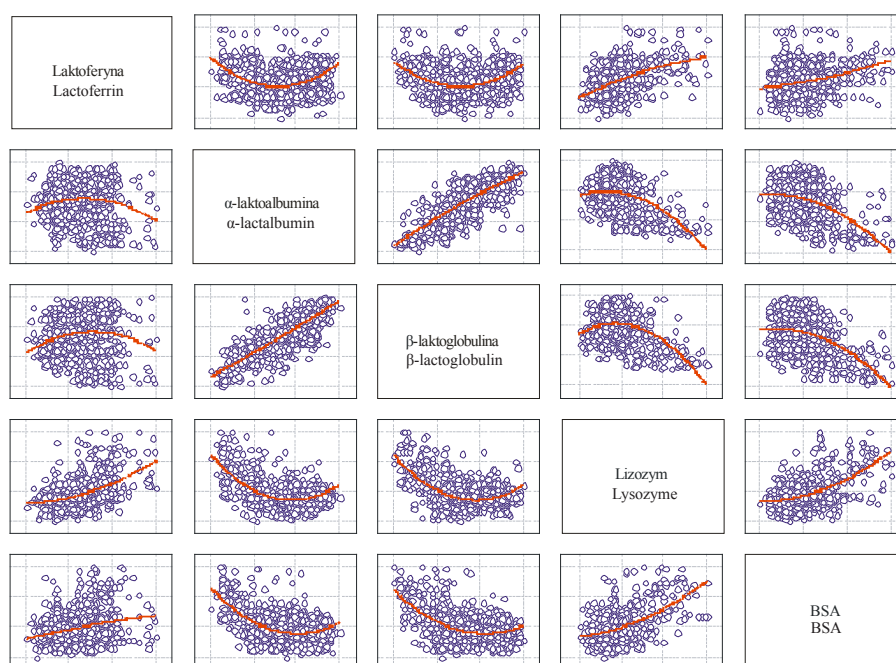 Laktoferyna
Lactoferrin
α-laktoalbumina
α-lactalbumin
β-laktoglobulina
β-lactoglobulin
Lizozym
Lysozyme
BSA
BSA